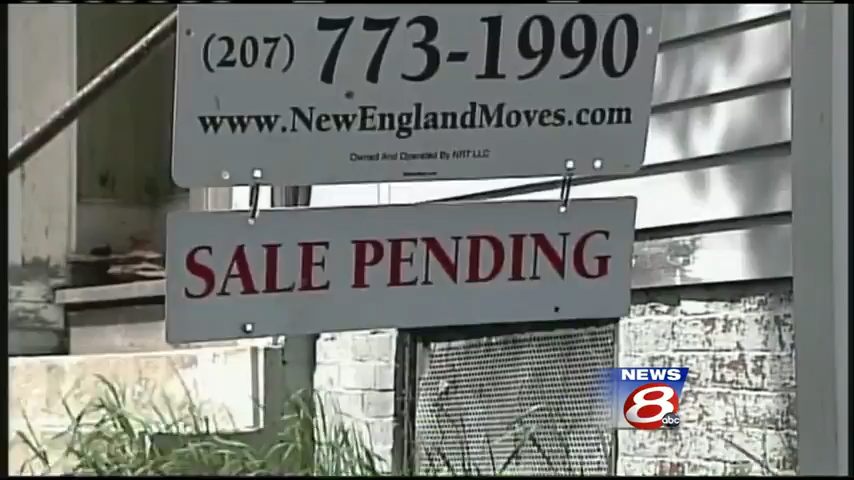 (207) 773-1990
www.NewEnglandMoves.com
Owned And Operated By NRT LLC
SALE PENDING
NEWS
8
abc